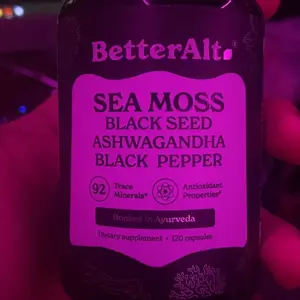 BetterAlt.
SEA MOSS
BLACK SEED
ASHWAGANDHA
BLACK PEPPER
92 Trace Minerals* Antioxidant Properties*
Rooted in Ayurveda
Dietary supplement • 120 capsules